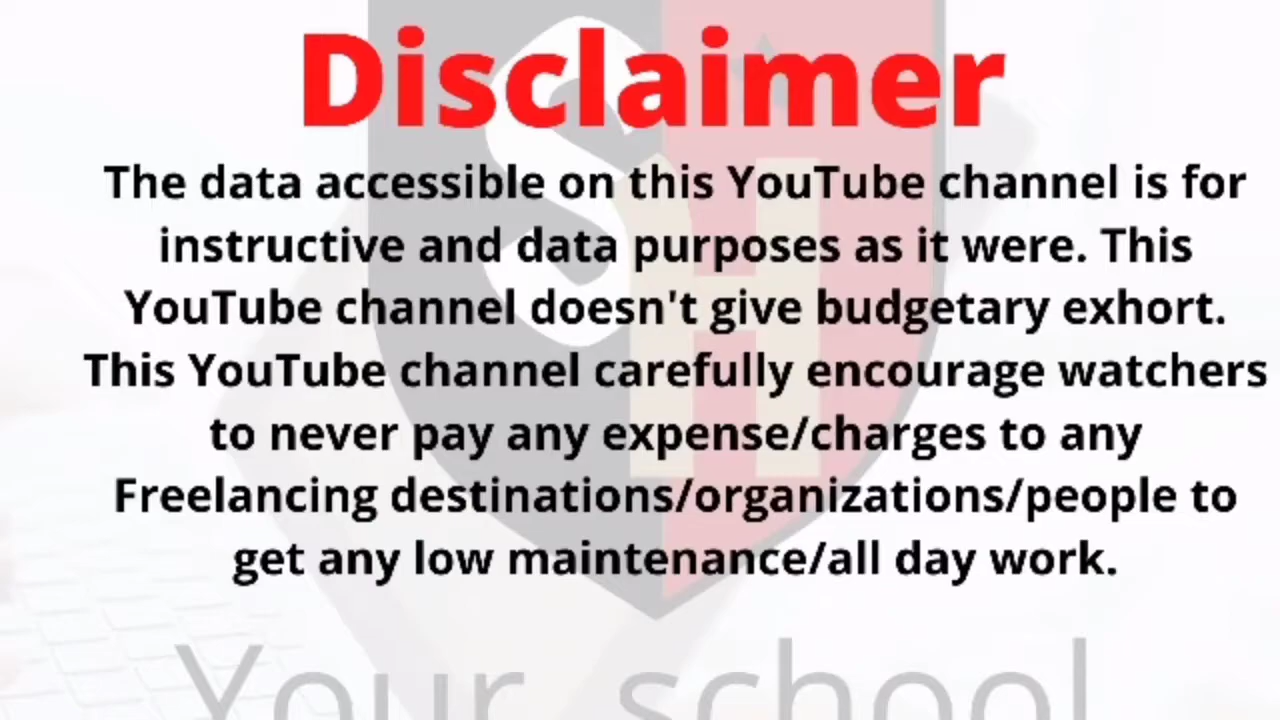 Disclaimer
The data accessible on this YouTube channel is for
instructive and data purposes as it were. This
YouTube channel doesn't give budgetary exhort.
This YouTube channel carefully encourage watchers
to never pay any expense/charges to any
Freelancing destinations/organizations/people to
get any low maintenance/all day work.
SH
Your school